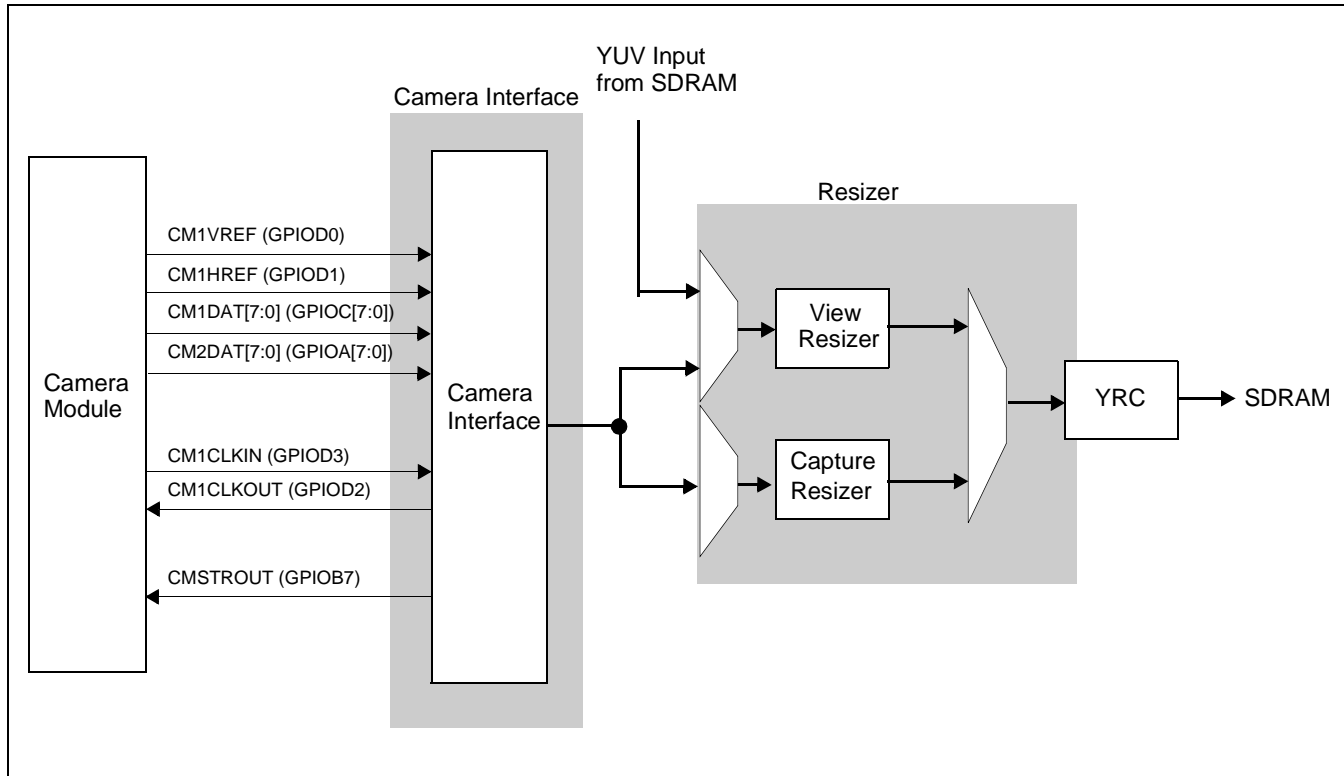 YUV Input
from SDRAM
Camera Interface
Resizer
CM1VREF (GPIOD0)
CM1HREF (GPIOD1)
CM1DAT[7:0] (GPIOC[7:0])
CM2DAT[7:0] (GPIOA[7:0])
CM1CLKIN (GPIOD3)
CM1CLKOUT (GPIOD2)
CMSTROUT (GPIOB7)
Camera
Module
Camera
Interface
View
Resizer
Capture
Resizer
YRC
SDRAM